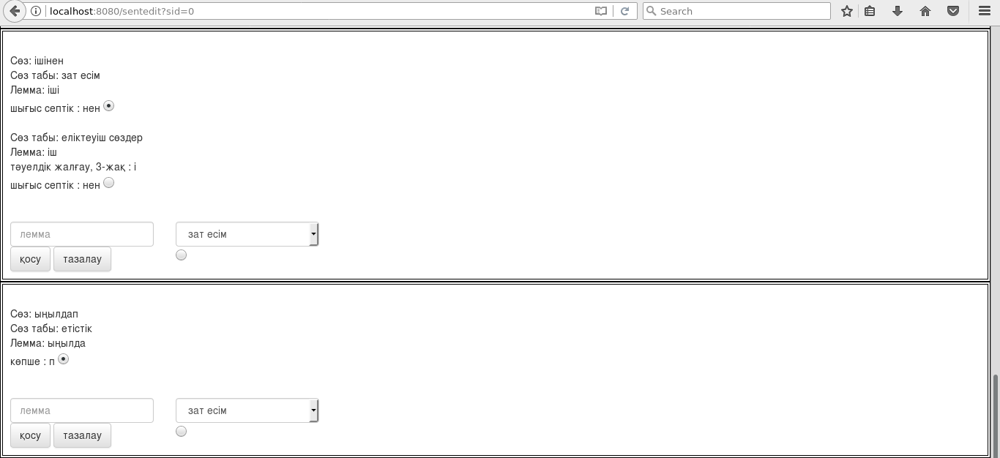 localhost:8080/sentedit?sid=0
Search
Сөз: ішінен
Сөз табы: зат есім
Лемма: іші
шығыс септік : нен
Сөз табы: еліктеуіш сөздер
Лемма: іш
тәуелдік жалғау, 3-жақ : і
шығыс септік : нен
лемма зат есім
қосу тазалау
Сөз: ыңылдап
Сөз табы: етістік
Лемма: ыңылда
көпше : п
лемма зат есім
қосу тазалау